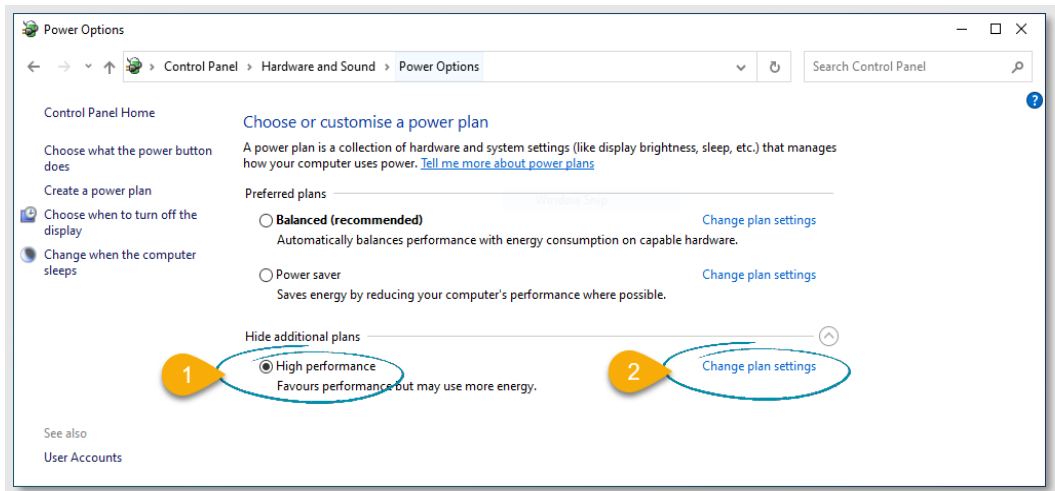 Power Options
Control Panel > Hardware and Sound > Power Options
Search Control Panel
Control Panel Home
Choose what the power button
does
Create a power plan
Choose when to turn off the
display
Change when the computer
sleeps
See also
User Accounts
Choose or customise a power plan
A power plan is a collection of hardware and system settings (like display brightness, sleep, etc.) that manages
how your computer uses power. Tell me more about power plans
Preferred plans
Window Snip
Balanced (recommended) Change plan settings
Automatically balances performance with energy consumption on capable hardware.
Power saver Change plan settings
Saves energy by reducing your computer's performance where possible.
Hide additional plans
1 High performance 2 Change plan settings
Favours performance but may use more energy.
?